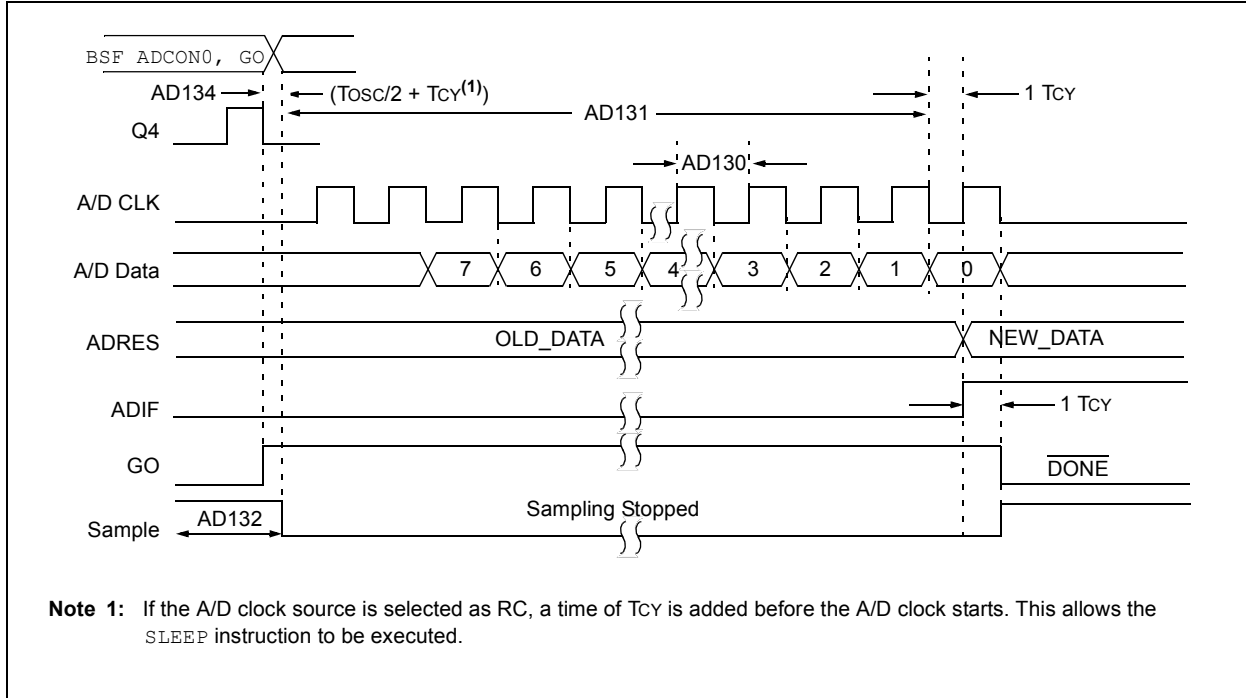 BSF ADCON0, GO
AD134 (TOSC/2 + TCY(1)) 1 TCY
AD131
Q4
AD130
A/D CLK
A/D Data 7 6 5 4 3 2 1 0
ADRES OLD_DATA NEW_DATA
ADIF 1 TCY
GO DONE
Sample AD132 Sampling Stopped
Note 1: If the A/D clock source is selected as RC, a time of TCY is added before the A/D clock starts. This allows the
SLEEP instruction to be executed.